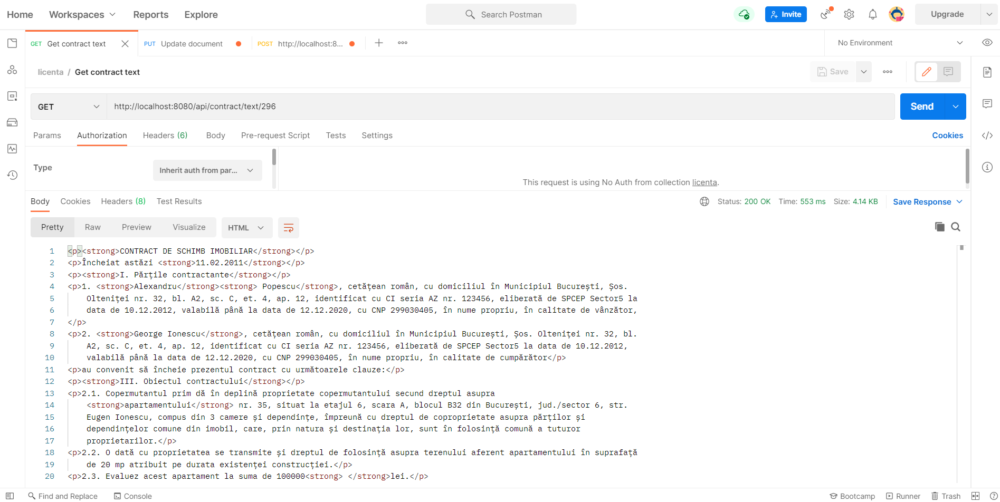 Home Workspaces Reports Explore Search Postman Invite Upgrade
GET Get contract text PUT Update document POST http://localhost:8... No Environment
licenta / Get contract text Save
GET http://localhost:8080/api/contract/text/296 Send
Params Authorization Headers (6) Body Pre-request Script Tests Settings Cookies
Type Inherit auth from par...
This request is using No Auth from collection licenta.
Body Cookies Headers (8) Test Results Status: 200 OK Time: 553 ms Size: 4.14 KB Save Response
Pretty Raw Preview Visualize HTML
1 <p><strong>CONTRACT DE SCHIMB IMOBILIAR</strong></p>
2 <p>Încheiat astăzi <strong>11.02.2011</strong></p>
3 <p><strong>I. Părțile contractante</strong></p>
4 <p>1. <strong>Alexandru</strong><strong> Popescu</strong>, cetățean român, cu domiciliul în Municipiul București, Șos.
5 Olteniței nr. 32, bl. A2, sc. C, et. 4, ap. 12, identificat cu CI seria AZ nr. 123456, eliberată de SPCEP Sector5 la
6 data de 10.12.2012, valabilă până la data de 12.12.2020, cu CNP 299030405, în nume propriu, în calitate de vânzător,
7 </p>
8 <p>2. <strong>George Ionescu</strong>, cetățean român, cu domiciliul în Municipiul București, Șos. Olteniței nr. 32, bl.
9 A2, sc. C, et. 4, ap. 12, identificat cu CI seria AZ nr. 123456, eliberată de SPCEP Sector5 la data de 10.12.2012,
10 valabilă până la data de 12.12.2020, cu CNP 299030405, în nume propriu, în calitate de cumpărător</p>
11 <p>au convenit să încheie prezentul contract cu următoarele clauze:</p>
12 <p><strong>III. Obiectul contractului</strong></p>
13 <p>2.1. Copermutantul prim dă în deplină proprietate copermutantului secund dreptul asupra
14 <strong>apartamentului</strong> nr. 35, situat la etajul 6, scara A, blocul B32 din București, jud./sector 6, str.
15 Eugen Ionescu, compus din 3 camere și dependințe, împreună cu dreptul de coproprietate asupra părților și
16 dependințelor comune din imobil, care, prin natura și destinația lor, sunt în folosință comună a tuturor
17 proprietarilor.</p>
18 <p>2.2. O dată cu proprietatea se transmite și dreptul de folosință asupra terenului aferent apartamentului în suprafață
19 de 20 mp atribuit pe durata existenței construcției.</p>
20 <p>2.3. Evaluez acest apartament la suma de 100000<strong> </strong>lei.</p>
Find and Replace Console Bootcamp Runner Trash